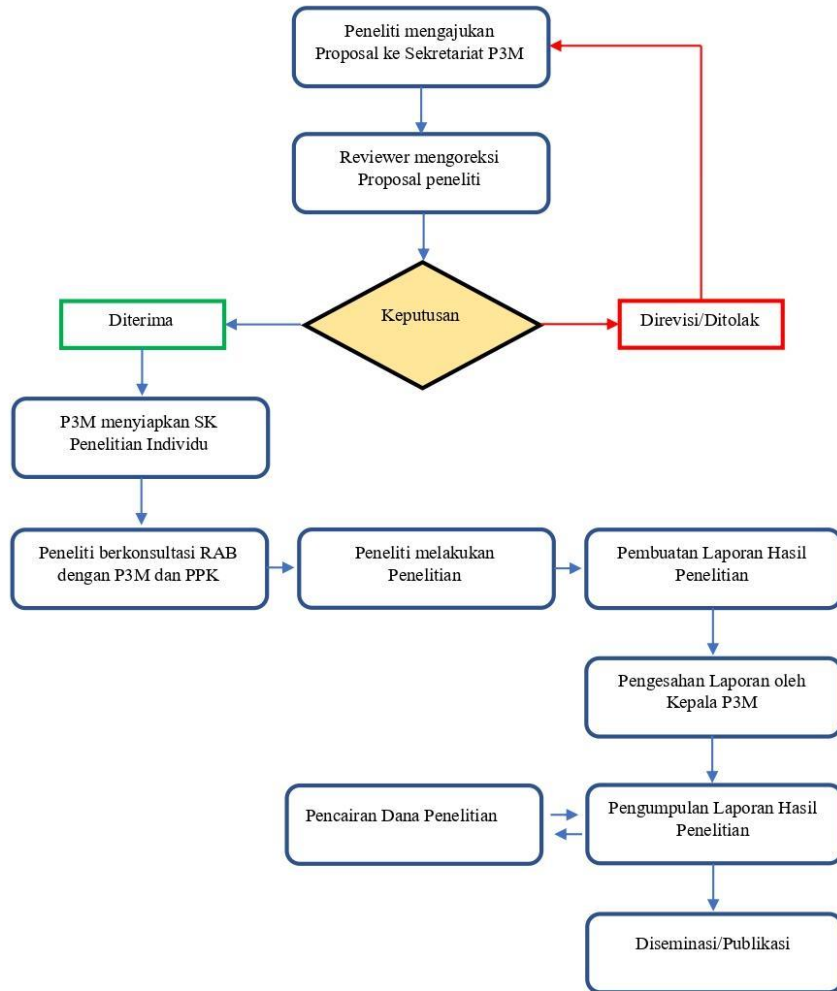 Peneliti mengajukan
Proposal ke Sekretariat P3M
Reviewer mengoreksi
Proposal peneliti
Keputusan
Diterima
Direvisi/Ditolak
P3M menyiapkan SK
Penelitian Individu
Peneliti berkonsultasi RAB
dengan P3M dan PPK
Peneliti melakukan
Penelitian
Pembuatan Laporan Hasil
Penelitian
Pengesahan Laporan oleh
Kepala P3M
Pencairan Dana Penelitian
Pengumpulan Laporan Hasil
Penelitian
Diseminasi/Publikasi